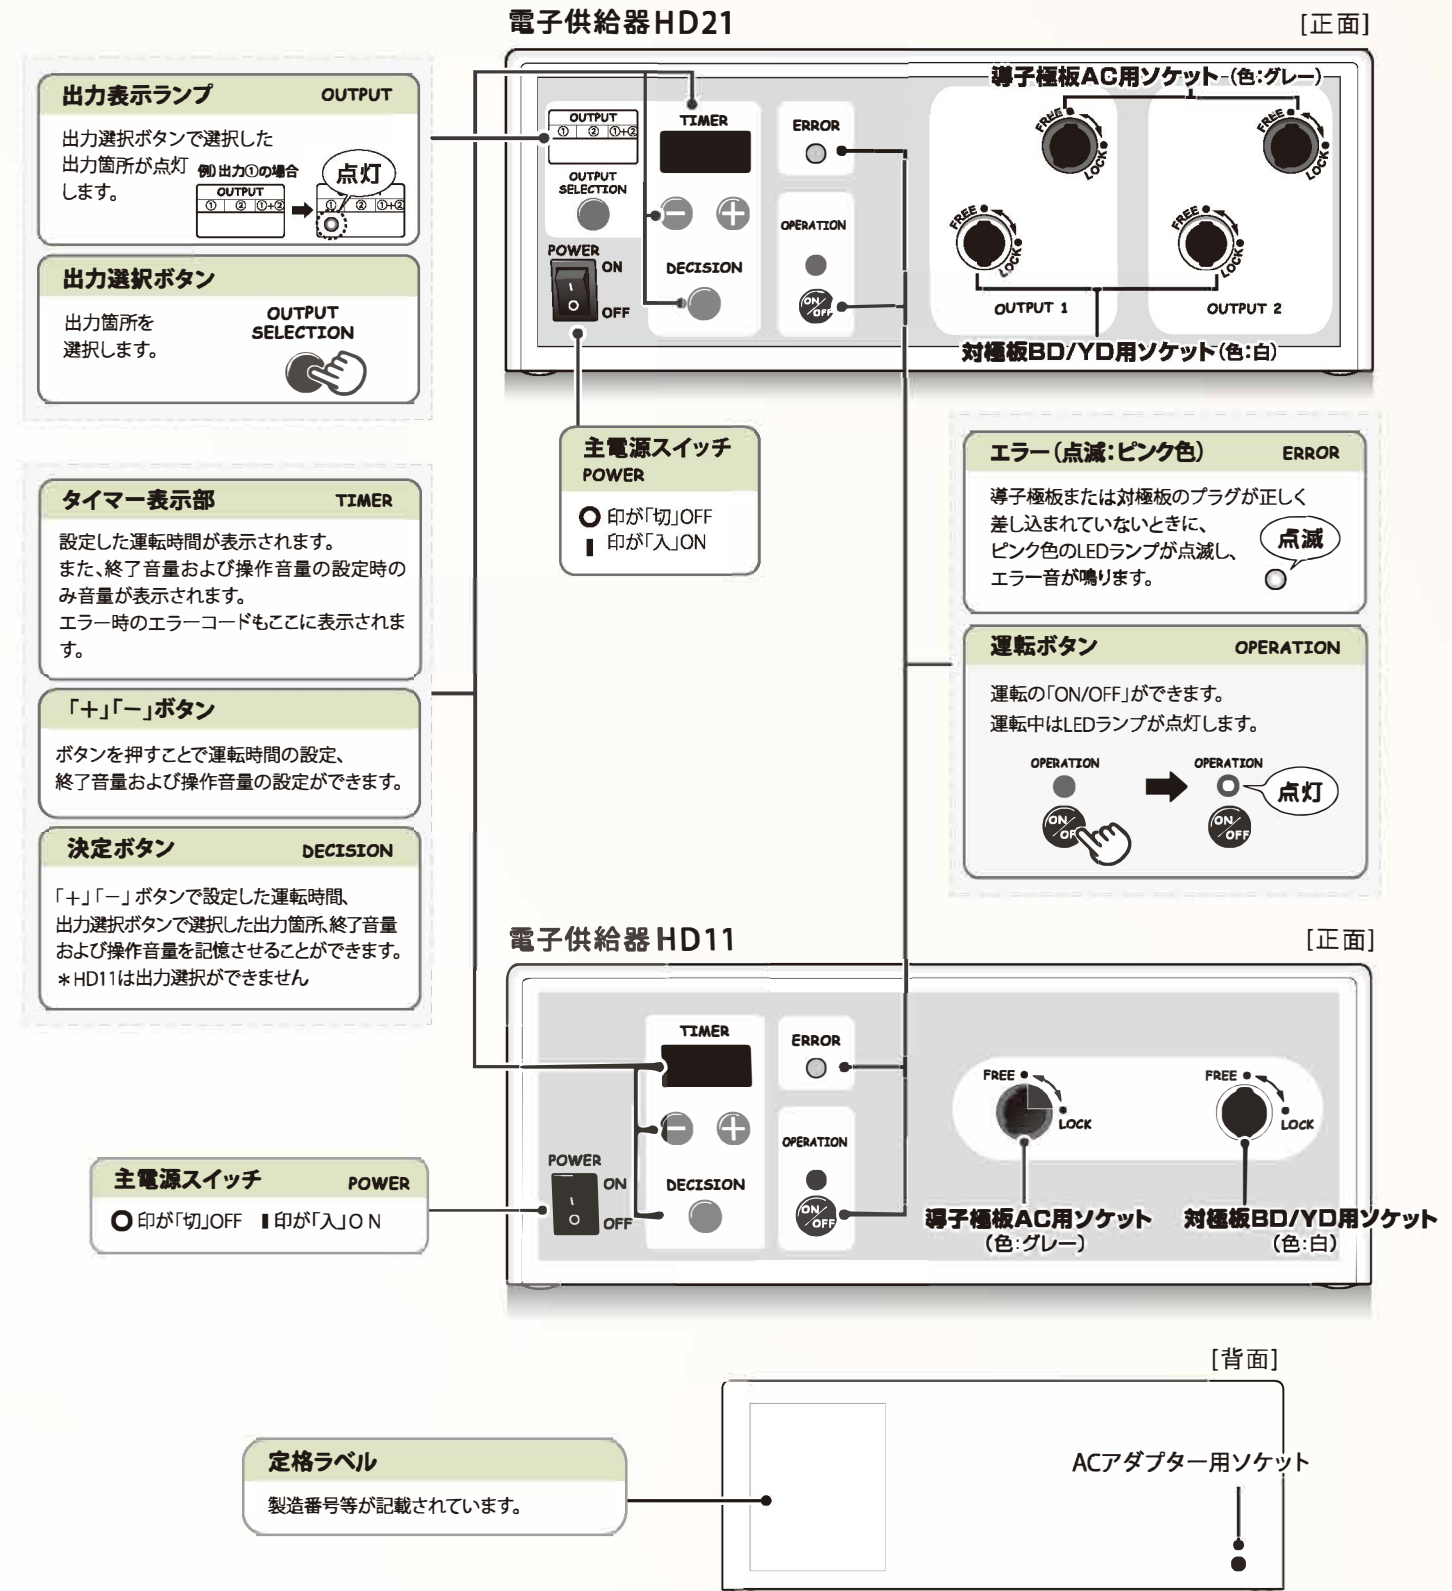 電子供給器HD21
[正面]
出力表示ランプ OUTPUT
出力選択ボタンで選択した
出力箇所が点灯
します。
例)出力①の場合
点灯
OUTPUT
① ② ①+②
① ② ①+②
出力選択ボタン
出力箇所を
選択します。
OUTPUT
SELECTION
OUTPUT
① ② ①+②
OUTPUT
SELECTION
POWER
ON
OFF
TIMER
DECISION
ERROR
OPERATION
ON/OFF
導子極板AC用ソケット(色:グレー)
FREE
LOCK
FREE
LOCK
FREE
LOCK
FREE
LOCK
OUTPUT 1
OUTPUT 2
対極板BD/YD用ソケット(色:白)
主電源スイッチ
POWER
○印が「切」OFF
❙印が「入」ON
タイマー表示部 TIMER
設定した運転時間が表示されます。
また、終了音量および操作音量の設定時の
み音量が表示されます。
エラー時のエラーコードもここに表示されま
す。
「+」「−」ボタン
ボタンを押すことで運転時間の設定、
終了音量および操作音量の設定ができます。
決定ボタン DECISION
「+」「−」ボタンで設定した運転時間、
出力選択ボタンで選択した出力箇所、終了音量
および操作音量を記憶させることができます。
*HD11は出力選択ができません
エラー(点滅:ピンク色) ERROR
導子極板または対極板のプラグが正しく
差し込まれていないときに、
ピンク色のLEDランプが点滅し、
エラー音が鳴ります。
点滅
運転ボタン OPERATION
運転の「ON/OFF」ができます。
運転中はLEDランプが点灯します。
OPERATION
ON/OFF
OPERATION
点灯
ON/OFF
電子供給器HD11
[正面]
TIMER
ERROR
OPERATION
ON/OFF
POWER
ON
OFF
DECISION
FREE
LOCK
FREE
LOCK
導子極板AC用ソケット
(色:グレー)
対極板BD/YD用ソケット
(色:白)
主電源スイッチ POWER
○印が「切」OFF ❙印が「入」ON
[背面]
定格ラベル
製造番号等が記載されています。
ACアダプター用ソケット